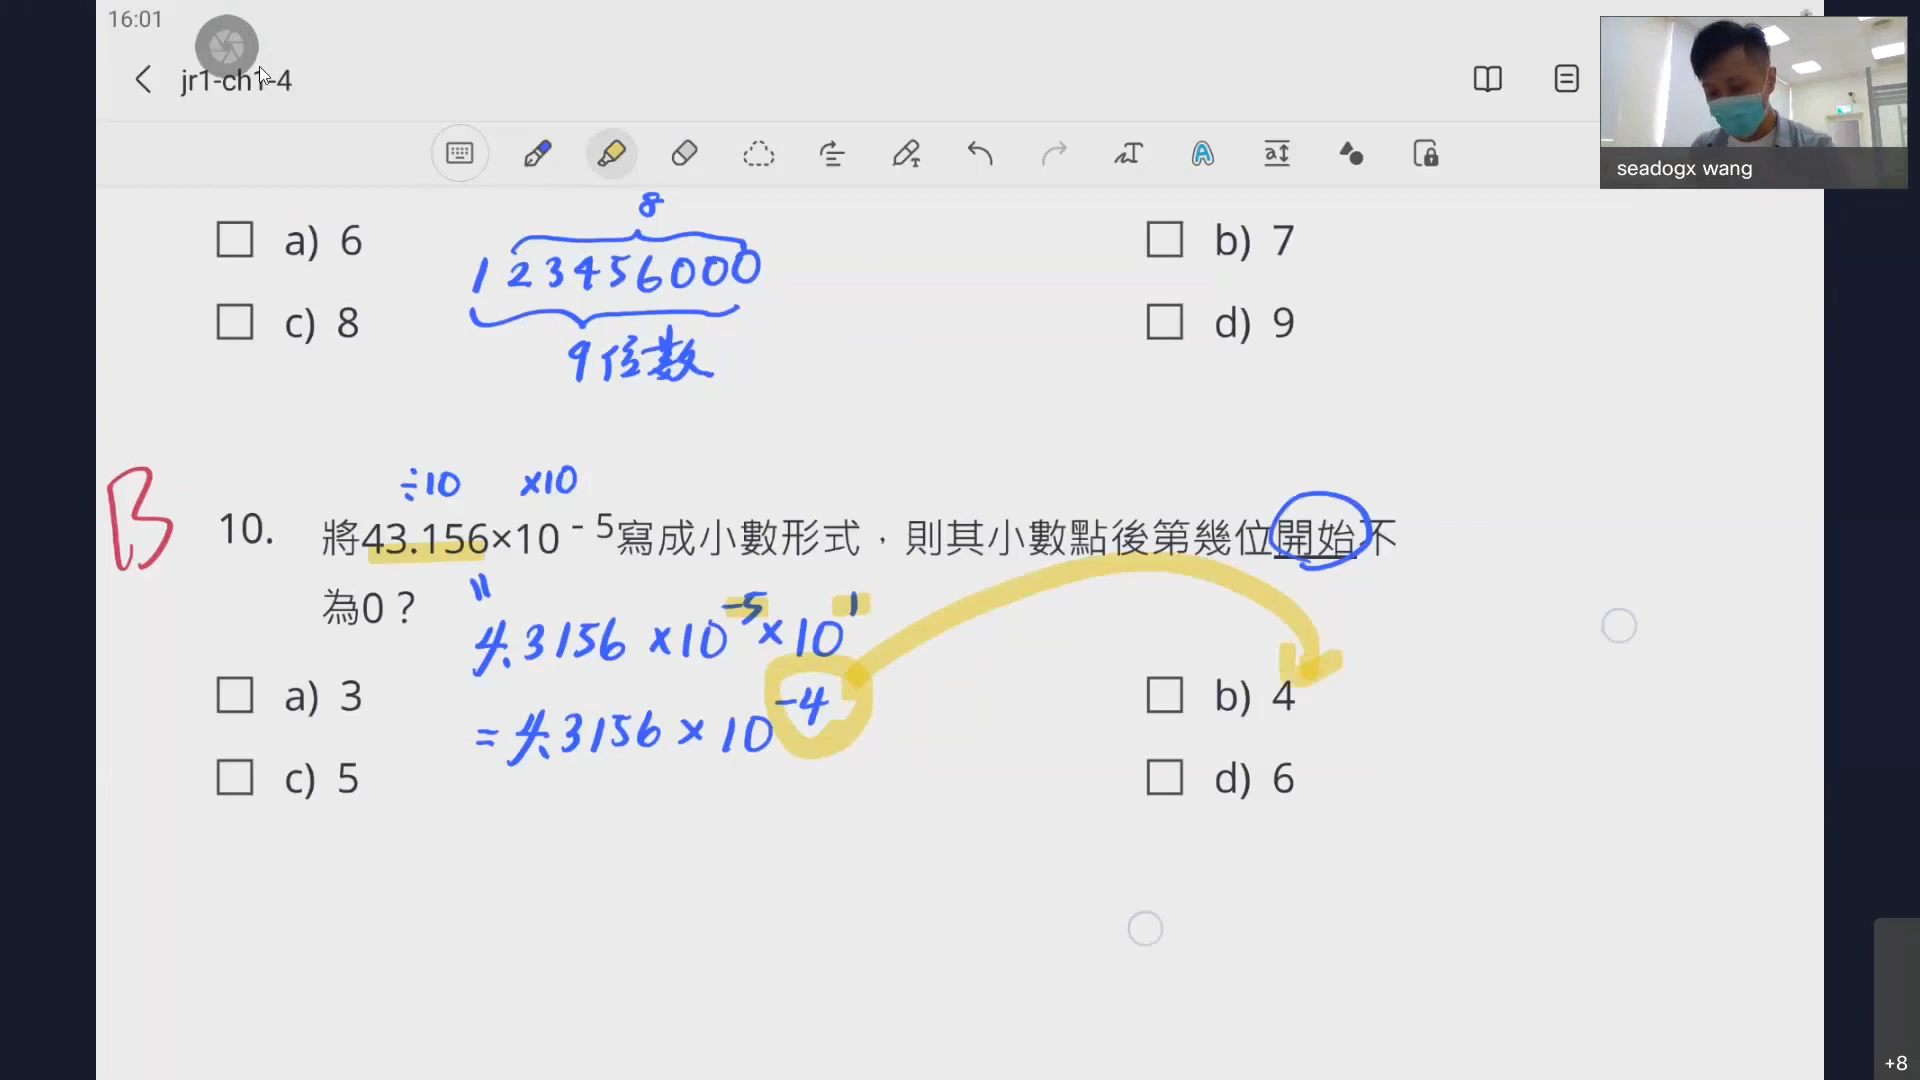 16:01
jr1-ch1-4
seadogx wang
8
a) 6
b) 7
123456000
c) 8
d) 9
9位数
B
÷10 ×10
10. 將43.156×10⁻⁵寫成小數形式，則其小數點後第幾位開始不
為0？
=
4.3156 ×10⁻⁵×10¹
a) 3
b) 4
= 4.3156 × 10⁻⁴
c) 5
d) 6
+8